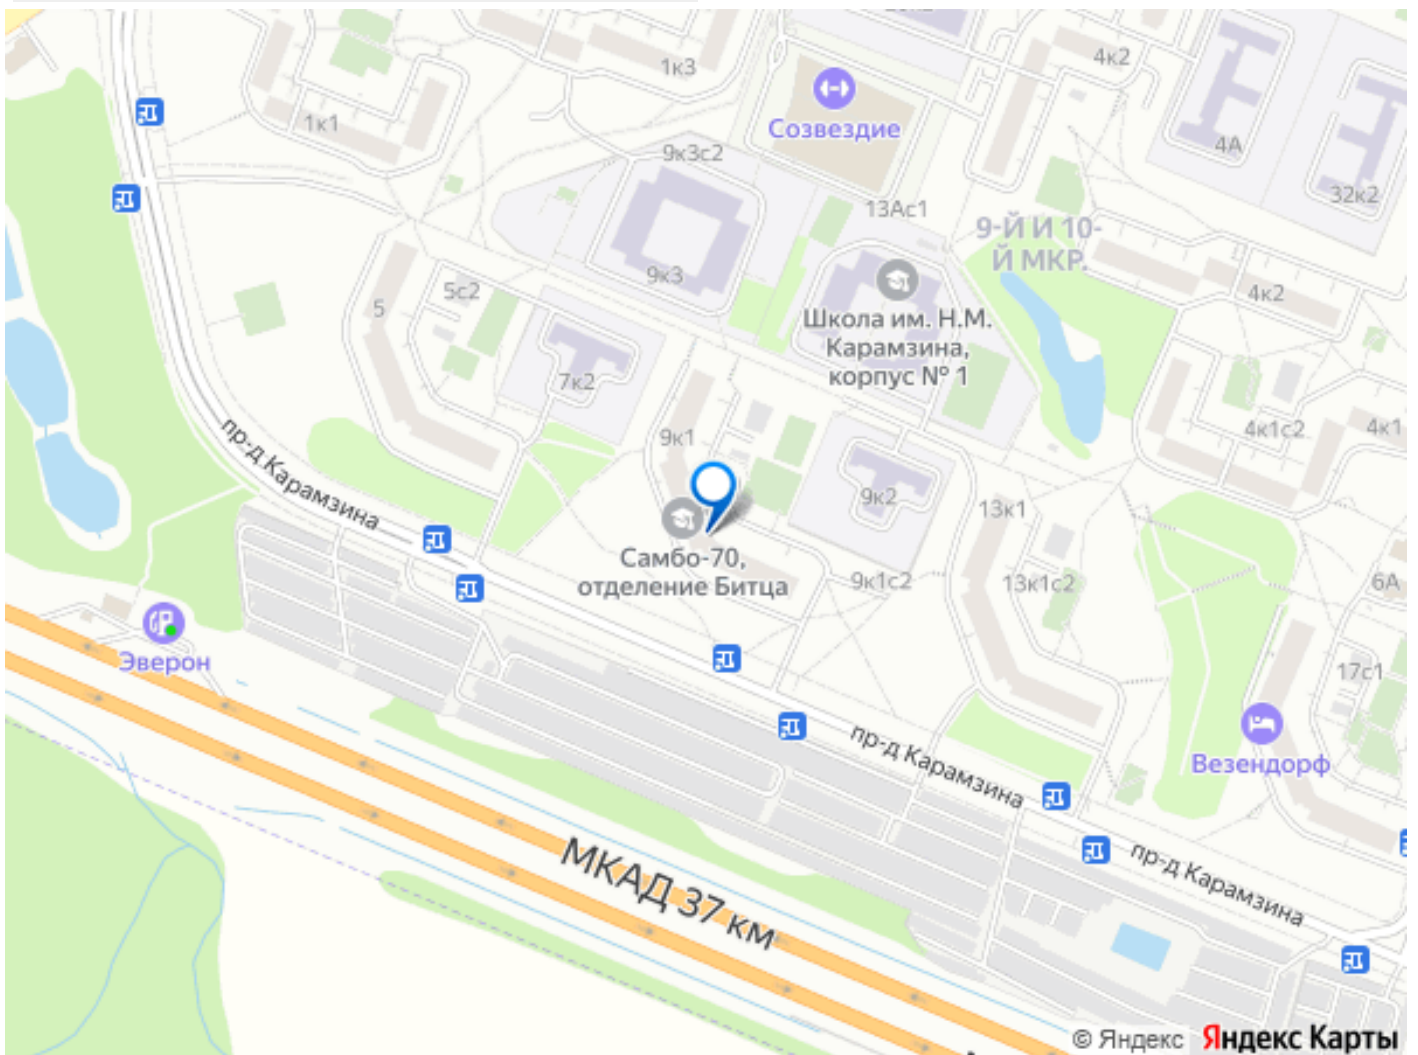 1к3
4к2
1к1
Созвездие
4А
9к3с2
32к2
13Ас1
9-Й И 10-
Й МКР.
9к3
5с2
5
4к2
Школа им. Н.М.
Карамзина,
корпус № 1
7к2
9к1
4к1с2
4к1
пр-д Карамзина
9к2
13к1
Самбо-70,
отделение Битца
9к1с2
13к1с2
6А
Эверон
17с1
пр-д Карамзина
Везендорф
МКАД 37 км
пр-д Карамзина
© Яндекс Яндекс Карты